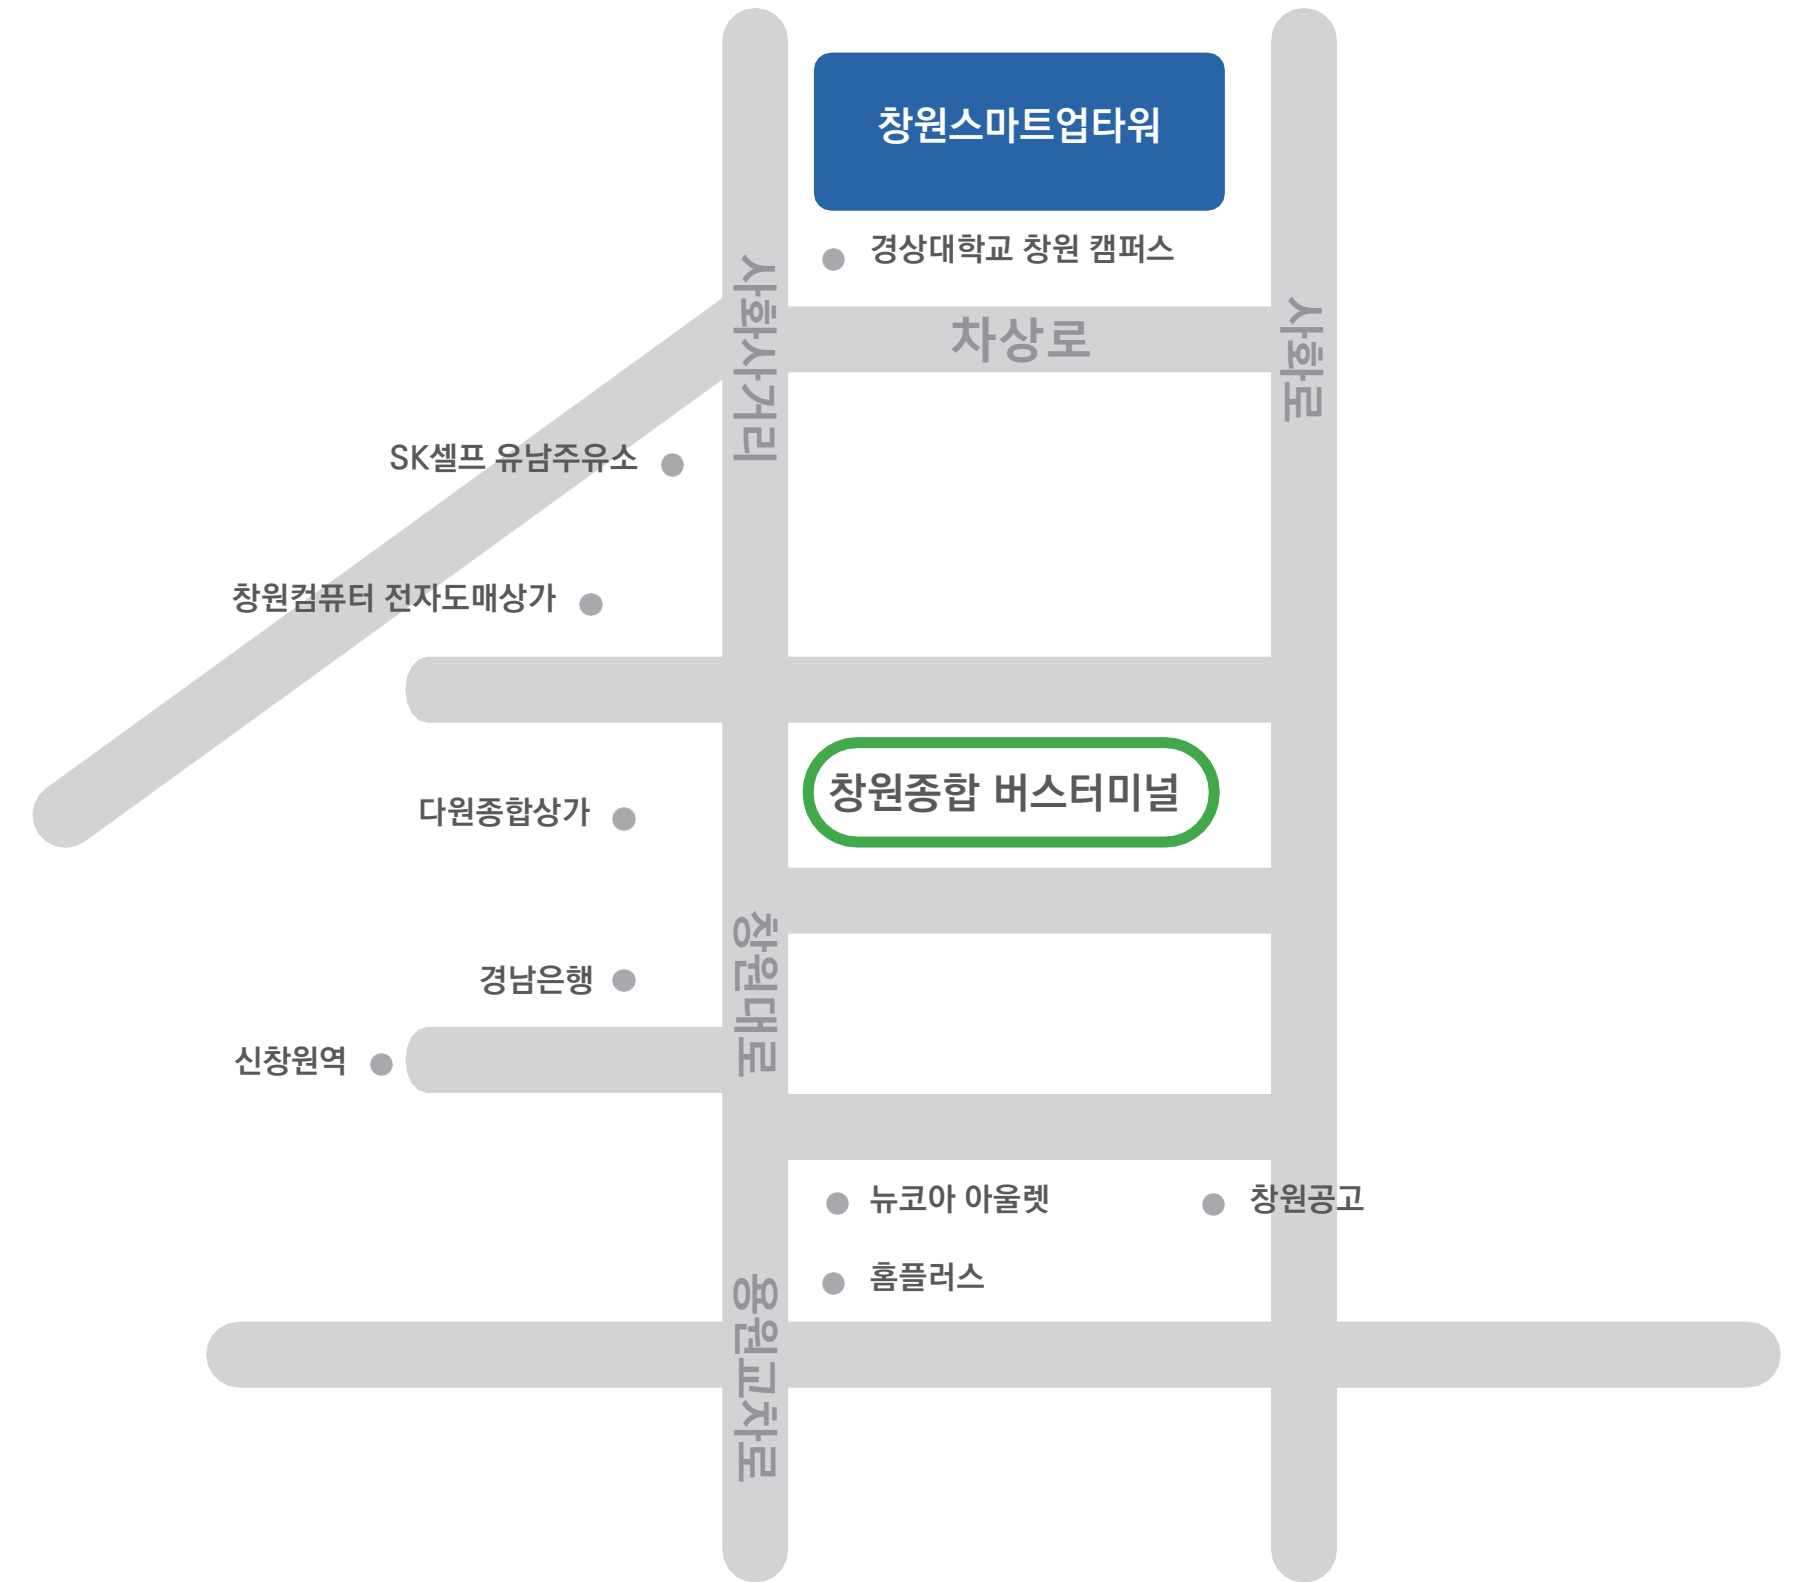 창원스마트업타워
경상대학교 창원 캠퍼스
사화사거리
차상로
사화로
SK셀프 유남주유소
창원컴퓨터 전자도매상가
창원종합 버스터미널
다원종합상가
창원대로
경남은행
신창원역
뉴코아 아울렛
창원공고
홈플러스
용원교차로